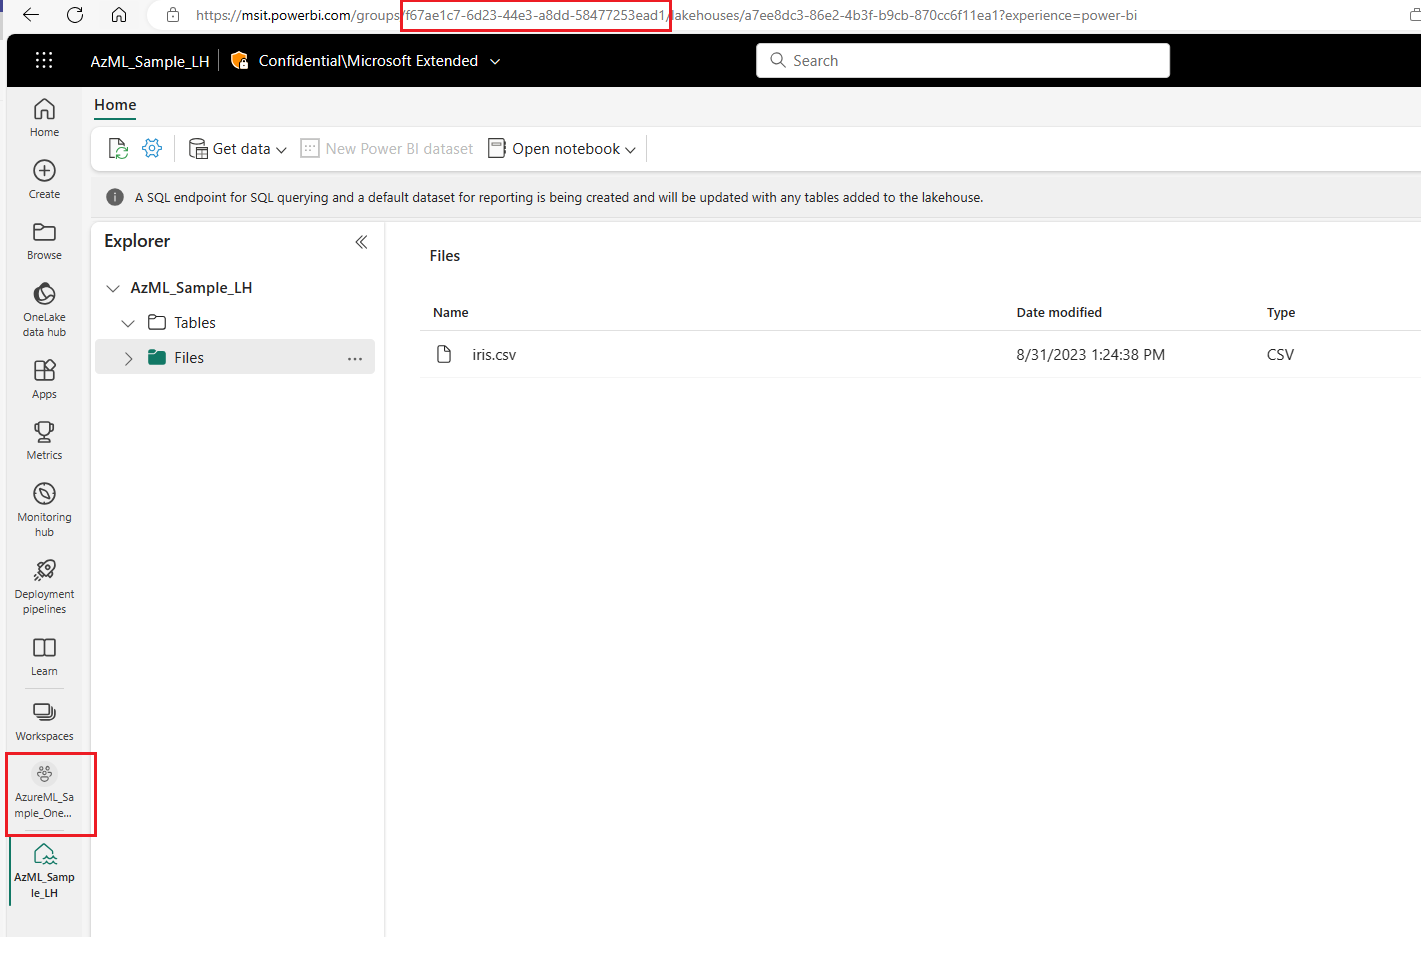 https://msit.powerbi.com/groups/f67ae1c7-6d23-44e3-a8dd-58477253ead1/lakehouses/a7ee8dc3-86e2-4b3f-b9cb-870cc6f11ea1?experience=power-bi
AzML_Sample_LH
Confidential\Microsoft Extended
Search
Home
Home
Get data
New Power BI dataset
Open notebook
Create
A SQL endpoint for SQL querying and a default dataset for reporting is being created and will be updated with any tables added to the lakehouse.
Browse
Explorer
Files
AzML_Sample_LH
OneLake
data hub
Tables
Name
Date modified
Type
Files
iris.csv
8/31/2023 1:24:38 PM
CSV
Apps
Metrics
Monitoring
hub
Deployment
pipelines
Learn
Workspaces
AzureML_Sa
mple_One...
AzML_Samp
le_LH